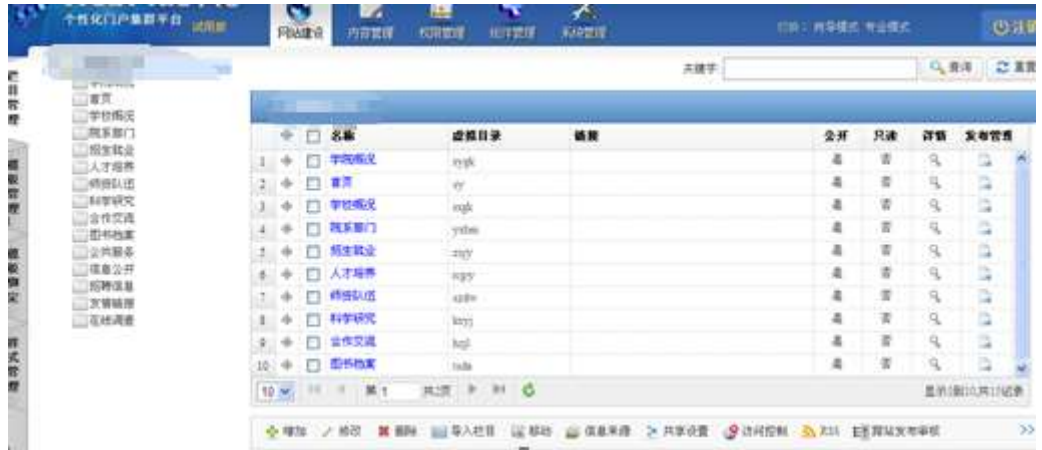 个性化门户集群平台 试用版
网站建设 内容管理 权限管理 组件管理 系统管理
关键字 查询 重置
首页
学校概况
院系部门
招生就业
人才培养
师资队伍
科学研究
合作交流
图书档案
公共服务
信息公开
招聘信息
友情链接
在线调查
名称 虚拟目录 链接 公开 只读 详情 发布管理
1 学院概况 xygk 是 否
2 首页 sy 是 否
3 学校概况 xxgk 是 否
4 院系部门 yxbm 是 否
5 招生就业 zsjy 是 否
6 人才培养 rcpy 是 否
7 师资队伍 szdw 是 否
8 科学研究 kxyj 是 否
9 合作交流 hzjl 是 否
10 图书档案 tsda 是 否
10 第 1 共2页
增加 修改 删除 导入栏目 移动 信息来源 共享设置 访问控制 RSS 网站发布审核